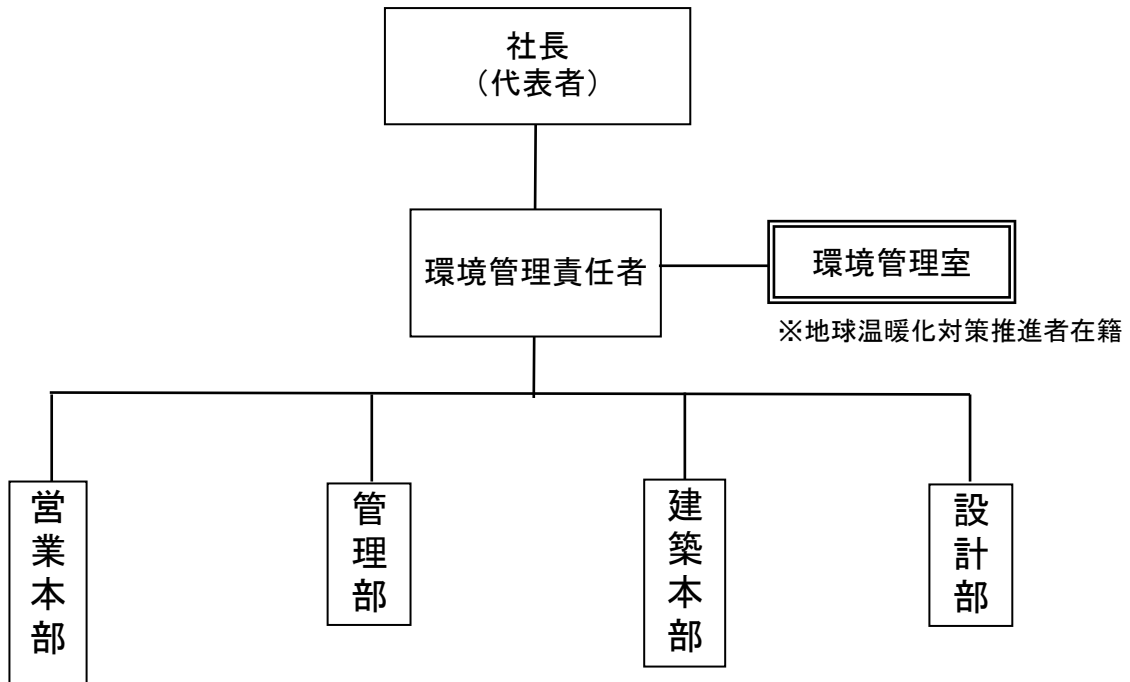 社長
（代表者）
環境管理責任者
環境管理室
※地球温暖化対策推進者在籍
営業本部
管理部
建築本部
設計部